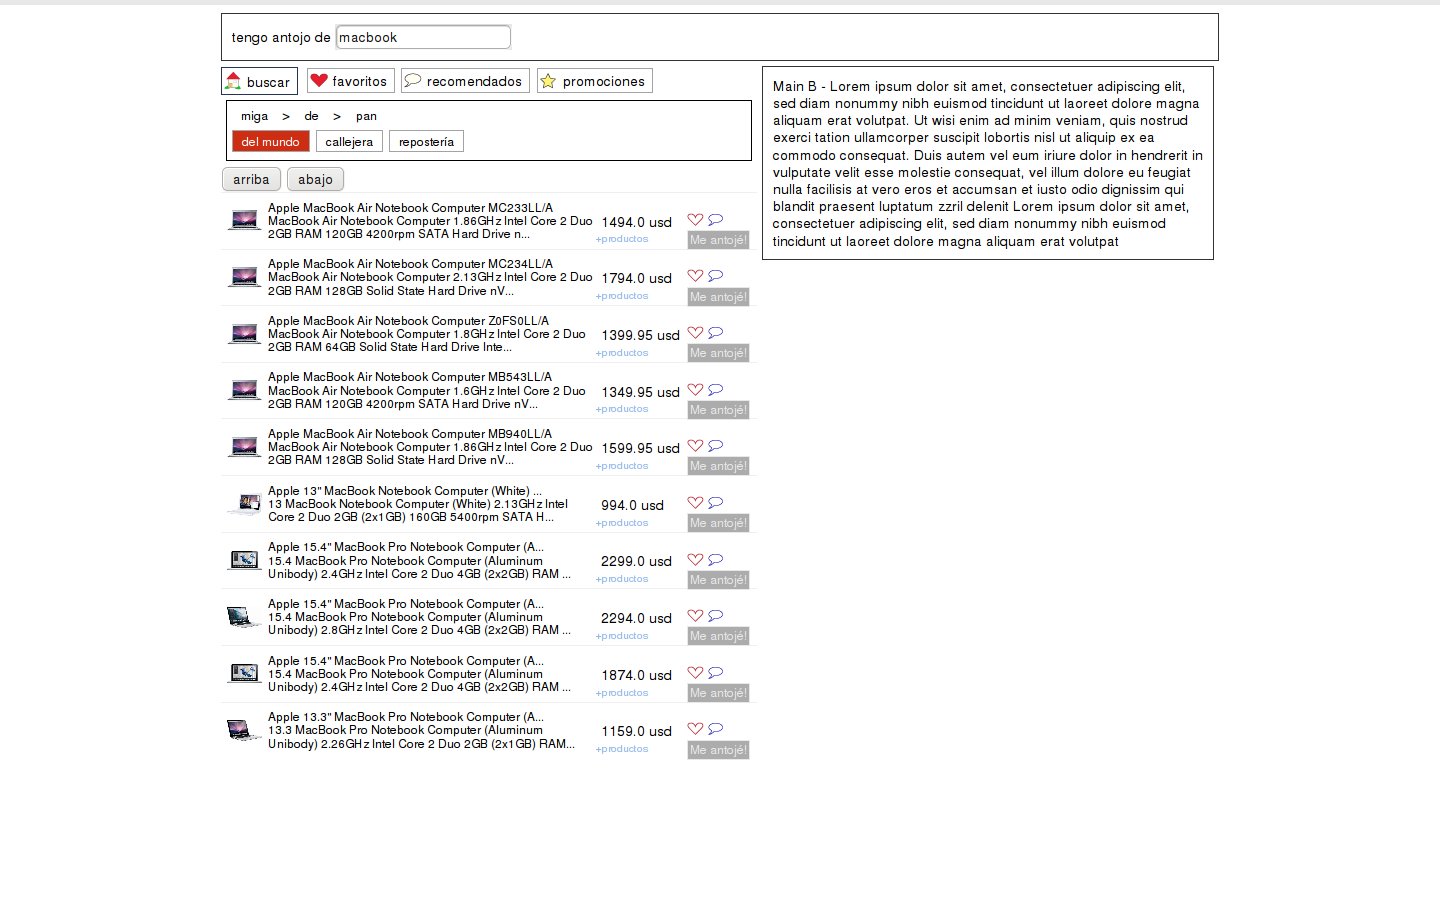 tengo antojo de macbook
buscar favoritos recomendados promociones
miga > de > pan
del mundo callejera repostería
arriba abajo
Apple MacBook Air Notebook Computer MC233LL/A
MacBook Air Notebook Computer 1.86GHz Intel Core 2 Duo
2GB RAM 120GB 4200rpm SATA Hard Drive n...
1494.0 usd
+productos
Me antojé!
Apple MacBook Air Notebook Computer MC234LL/A
MacBook Air Notebook Computer 2.13GHz Intel Core 2 Duo
2GB RAM 128GB Solid State Hard Drive nV...
1794.0 usd
+productos
Me antojé!
Apple MacBook Air Notebook Computer Z0FS0LL/A
MacBook Air Notebook Computer 1.8GHz Intel Core 2 Duo
2GB RAM 64GB Solid State Hard Drive Inte...
1399.95 usd
+productos
Me antojé!
Apple MacBook Air Notebook Computer MB543LL/A
MacBook Air Notebook Computer 1.6GHz Intel Core 2 Duo
2GB RAM 120GB 4200rpm SATA Hard Drive nV...
1349.95 usd
+productos
Me antojé!
Apple MacBook Air Notebook Computer MB940LL/A
MacBook Air Notebook Computer 1.86GHz Intel Core 2 Duo
2GB RAM 128GB Solid State Hard Drive nV...
1599.95 usd
+productos
Me antojé!
Apple 13" MacBook Notebook Computer (White) ...
13 MacBook Notebook Computer (White) 2.13GHz Intel
Core 2 Duo 2GB (2x1GB) 160GB 5400rpm SATA H...
994.0 usd
+productos
Me antojé!
Apple 15.4" MacBook Pro Notebook Computer (A...
15.4 MacBook Pro Notebook Computer (Aluminum
Unibody) 2.4GHz Intel Core 2 Duo 4GB (2x2GB) RAM ...
2299.0 usd
+productos
Me antojé!
Apple 15.4" MacBook Pro Notebook Computer (A...
15.4 MacBook Pro Notebook Computer (Aluminum
Unibody) 2.8GHz Intel Core 2 Duo 4GB (2x2GB) RAM ...
2294.0 usd
+productos
Me antojé!
Apple 15.4" MacBook Pro Notebook Computer (A...
15.4 MacBook Pro Notebook Computer (Aluminum
Unibody) 2.4GHz Intel Core 2 Duo 4GB (2x2GB) RAM ...
1874.0 usd
+productos
Me antojé!
Apple 13.3" MacBook Pro Notebook Computer (A...
13.3 MacBook Pro Notebook Computer (Aluminum
Unibody) 2.26GHz Intel Core 2 Duo 2GB (2x1GB) RAM...
1159.0 usd
+productos
Me antojé!
Main B - Lorem ipsum dolor sit amet, consectetuer adipiscing elit,
sed diam nonummy nibh euismod tincidunt ut laoreet dolore magna
aliquam erat volutpat. Ut wisi enim ad minim veniam, quis nostrud
exerci tation ullamcorper suscipit lobortis nisl ut aliquip ex ea
commodo consequat. Duis autem vel eum iriure dolor in hendrerit in
vulputate velit esse molestie consequat, vel illum dolore eu feugiat
nulla facilisis at vero eros et accumsan et iusto odio dignissim qui
blandit praesent luptatum zzril delenit Lorem ipsum dolor sit amet,
consectetuer adipiscing elit, sed diam nonummy nibh euismod
tincidunt ut laoreet dolore magna aliquam erat volutpat